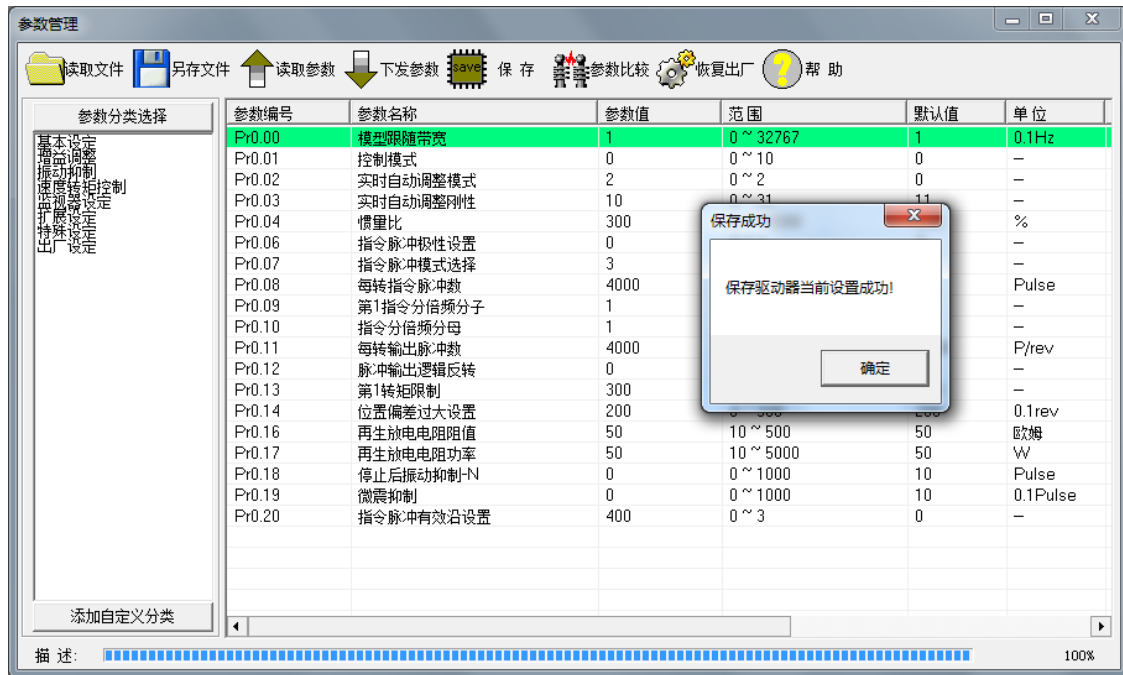 参数管理
读取文件 另存文件 读取参数 下发参数 save 保 存 参数比较 恢复出厂 帮 助
参数分类选择
基本设定
增益调整
振动抑制
速度转矩控制
监视器设定
扩展设定
特殊设定
出厂设定
添加自定义分类
参数编号 参数名称 参数值 范 围 默认值 单 位
Pr0.00 模型跟随带宽 1 0 ~ 32767 1 0.1Hz
Pr0.01 控制模式 0 0 ~ 10 0 –
Pr0.02 实时自动调整模式 2 0 ~ 2 0 –
Pr0.03 实时自动调整刚性 10 0 ~ 31 11 –
Pr0.04 惯量比 300 %
Pr0.06 指令脉冲极性设置 0 –
Pr0.07 指令脉冲模式选择 3 –
Pr0.08 每转指令脉冲数 4000 Pulse
Pr0.09 第1指令分倍频分子 1 –
Pr0.10 指令分倍频分母 1 –
Pr0.11 每转输出脉冲数 4000 P/rev
Pr0.12 脉冲输出逻辑反转 0 –
Pr0.13 第1转矩限制 300 –
Pr0.14 位置偏差过大设置 200 0.1rev
Pr0.16 再生放电电阻阻值 50 10 ~ 500 50 欧姆
Pr0.17 再生放电电阻功率 50 10 ~ 5000 50 W
Pr0.18 停止后振动抑制-N 0 0 ~ 1000 10 Pulse
Pr0.19 微震抑制 0 0 ~ 1000 10 0.1Pulse
Pr0.20 指令脉冲有效沿设置 400 0 ~ 3 0 –
保存成功
保存驱动器当前设置成功!
确定
描 述: 100%